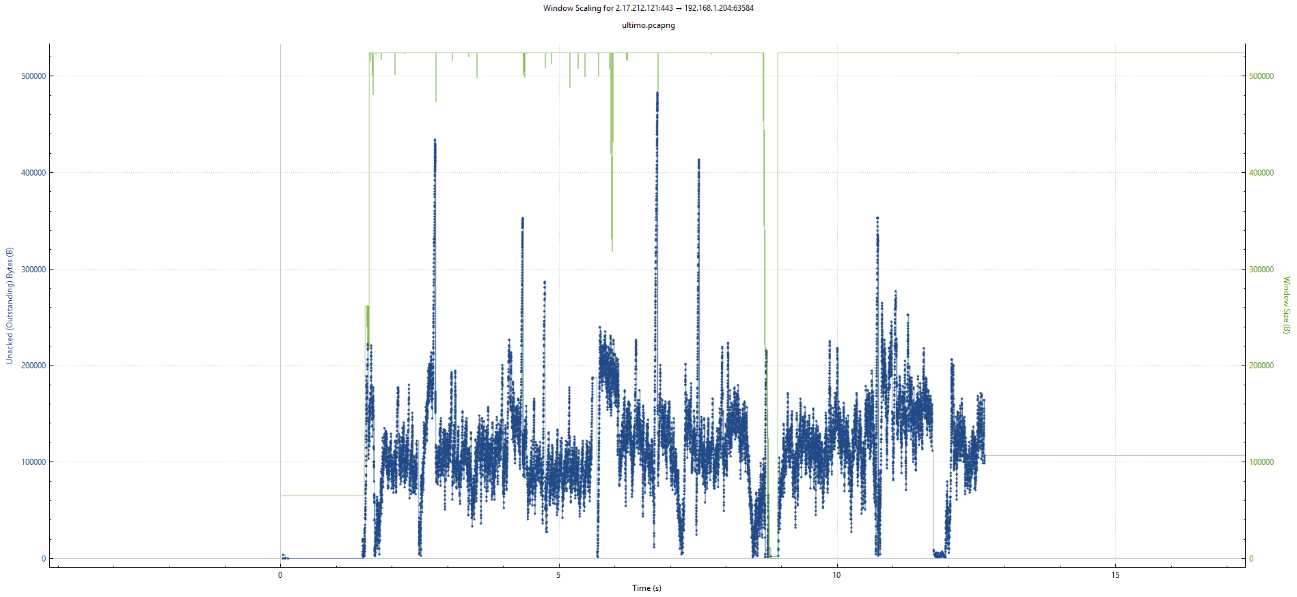 Window Scaling for 2.17.212.121:443 → 192.168.1.204:63584
ultimo.pcapng
500000
400000
300000
200000
100000
0
Unacked (Outstanding) Bytes (B)
500000
400000
300000
200000
100000
0
Window Size (B)
0 5 10 15
Time (s)